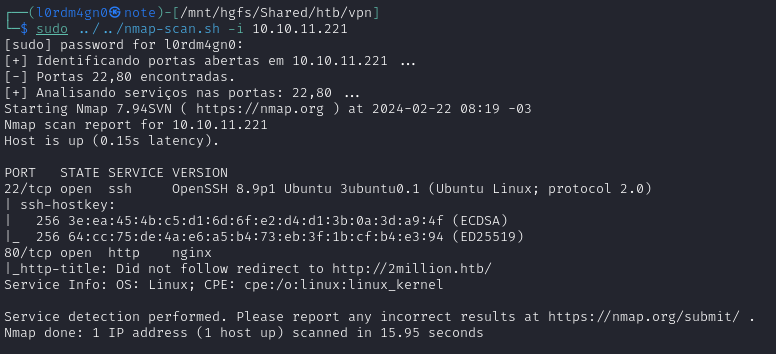 ┌──(l0rdm4gn0㉿note)-[/mnt/hgfs/Shared/htb/vpn]
└─$ sudo ../../nmap-scan.sh -i 10.10.11.221
[sudo] password for l0rdm4gn0:
[+] Identificando portas abertas em 10.10.11.221 ...
[-] Portas 22,80 encontradas.
[+] Analisando serviços nas portas: 22,80 ...
Starting Nmap 7.94SVN ( https://nmap.org ) at 2024-02-22 08:19 -03
Nmap scan report for 10.10.11.221
Host is up (0.15s latency).

PORT   STATE SERVICE VERSION
22/tcp open  ssh     OpenSSH 8.9p1 Ubuntu 3ubuntu0.1 (Ubuntu Linux; protocol 2.0)
| ssh-hostkey:
|   256 3e:ea:45:4b:c5:d1:6d:6f:e2:d4:d1:3b:0a:3d:a9:4f (ECDSA)
|_  256 64:cc:75:de:4a:e6:a5:b4:73:eb:3f:1b:cf:b4:e3:94 (ED25519)
80/tcp open  http    nginx
|_http-title: Did not follow redirect to http://2million.htb/
Service Info: OS: Linux; CPE: cpe:/o:linux:linux_kernel

Service detection performed. Please report any incorrect results at https://nmap.org/submit/ .
Nmap done: 1 IP address (1 host up) scanned in 15.95 seconds